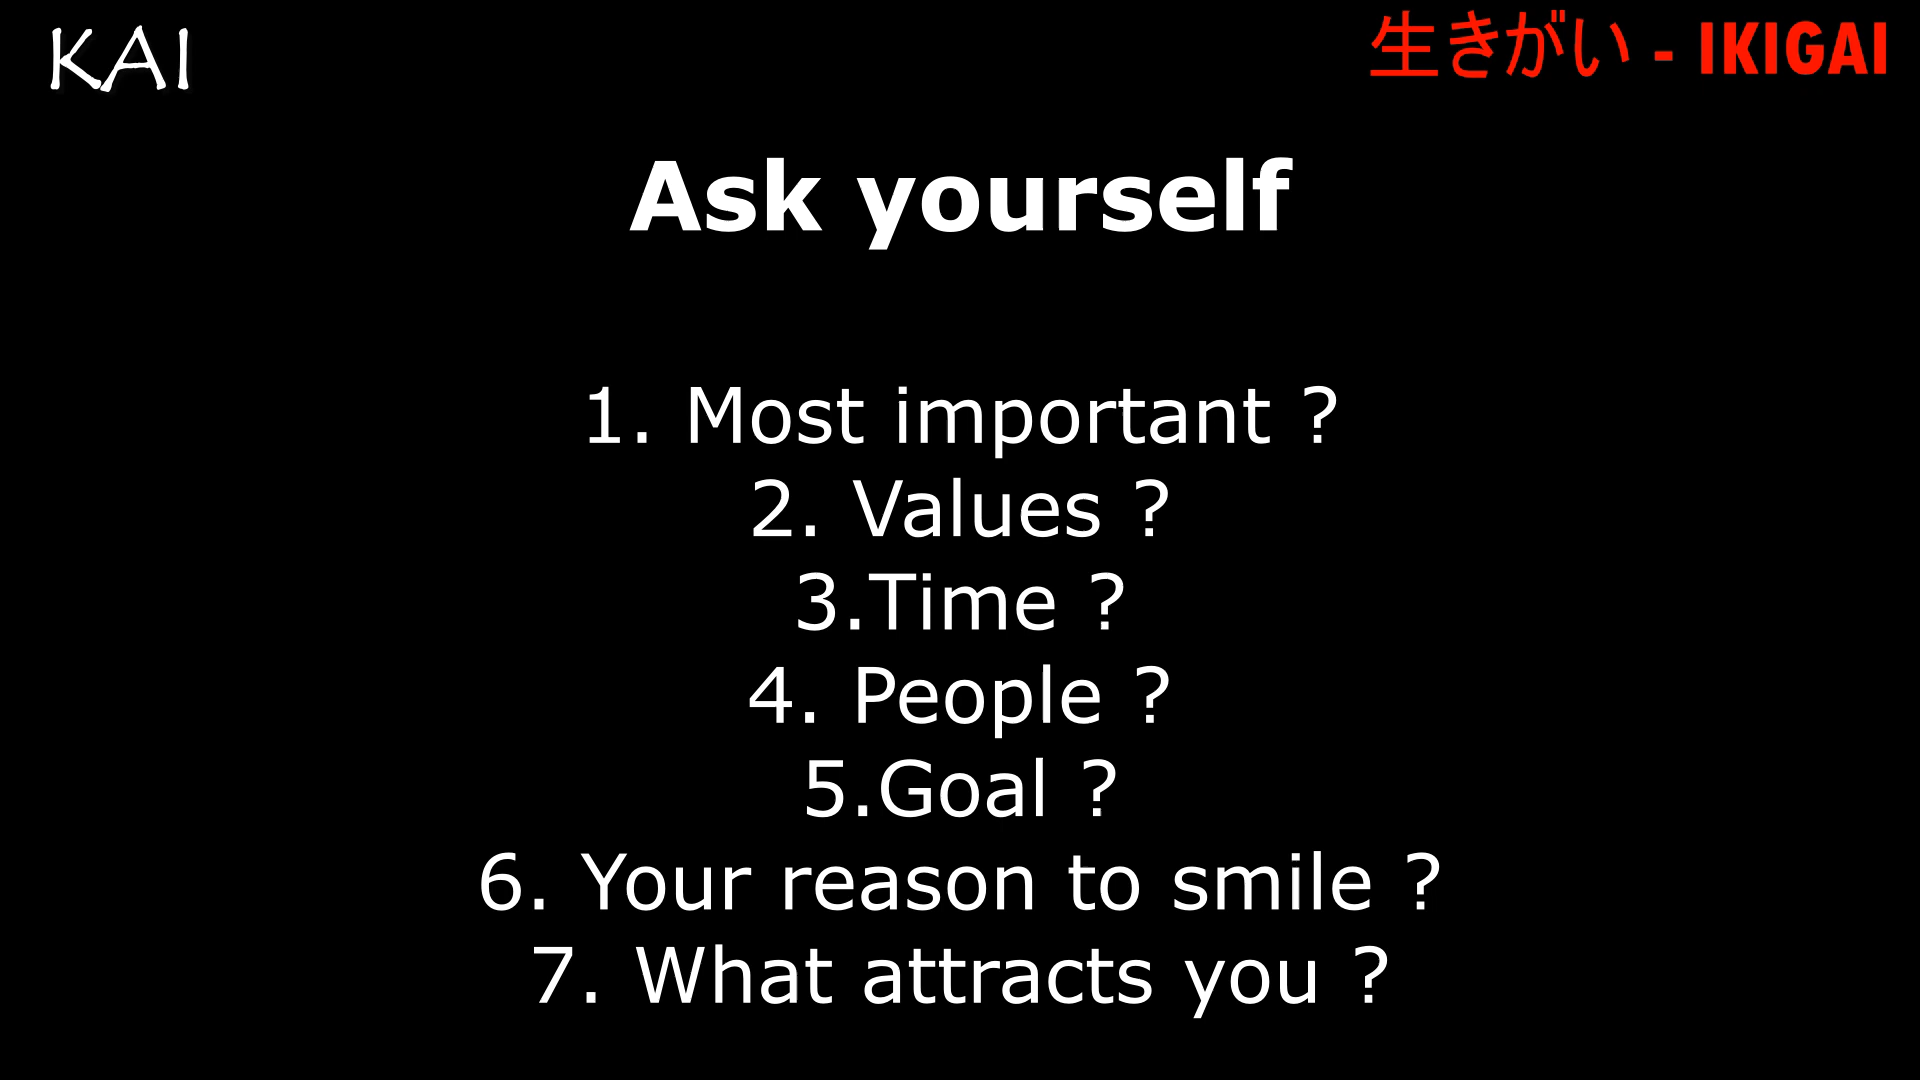 KAI
生きがい - IKIGAI
Ask yourself
1. Most important ?
2. Values ?
3.Time ?
4. People ?
5.Goal ?
6. Your reason to smile ?
7. What attracts you ?